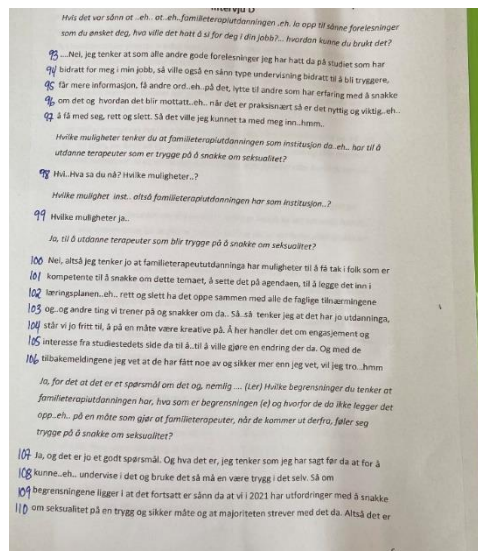 Intervju D
Hvis det var sånn at ..eh.. at..eh..familieterapiutdanningen .eh. la opp til sånne forelesninger
som du ønsket deg, hva ville det hatt å si for deg i din jobb?... hvordan kunne du brukt det?
93 ....Nei, jeg tenker at som alle andre gode forelesninger jeg har hatt da på studiet som har
94 bidratt for meg i min jobb, så ville også en sånn type undervisning bidratt til å bli tryggere,
95 får mere informasjon, få andre ord..eh..på det, lytte til andre som har erfaring med å snakke
96 om det og hvordan det blir mottatt..eh.. når det er praksisnært så er det nyttig og viktig..eh..
97 å få med seg, rett og slett. Så det ville jeg kunnet ta med meg inn..hmm..
Hvilke muligheter tenker du at familieterapiutdanningen som institusjon da..eh.. har til å
utdanne terapeuter som er trygge på å snakke om seksualitet?
98 Hvi..Hva sa du nå? Hvilke muligheter..?
Hvilke mulighet inst.. altså familieterapiutdanningen har som institusjon..?
99 Hvilke muligheter ja..
Ja, til å utdanne terapeuter som blir trygge på å snakke om seksualitet?
100 Nei, altså jeg tenker jo at familieterapeututdanninga har muligheter til å få tak i folk som er
101 kompetente til å snakke om dette temaet, å sette det på agendaen, til å legge det inn i
102 læringsplanen..eh.. rett og slett ha det oppe sammen med alle de faglige tilnærmingene
103 og..og andre ting vi trener på og snakker om da.. Så..så tenker jeg at det har jo utdanninga,
104 står vi jo fritt til, å på en måte være kreative på. Å her handler det om engasjement og
105 interesse fra studiestedets side da til å..til å ville gjøre en endring der da. Og med de
106 tilbakemeldingene jeg vet at de har fått noe av og sikker mer enn jeg vet, vil jeg tro...hmm
Ja, for det at det er et spørsmål om det og, nemlig .... (Ler) Hvilke begrensninger du tenker at
familieterapiutdanningen har, hva som er begrensningen (e) og hvorfor de da ikke legger det
opp..eh.. på en måte som gjør at familieterapeuter, når de kommer ut derfra, føler seg
trygge på å snakke om seksualitet?
107 Ja, og det er jo et godt spørsmål. Og hva det er, jeg tenker som jeg har sagt før da at for å
108 kunne..eh.. undervise i det og bruke det så må en være trygg i det selv. Så om
109 begrensningene ligger i at det fortsatt er sånn da at vi i 2021 har utfordringer med å snakke
110 om seksualitet på en trygg og sikker måte og at majoriteten strever med det da. Altså det er